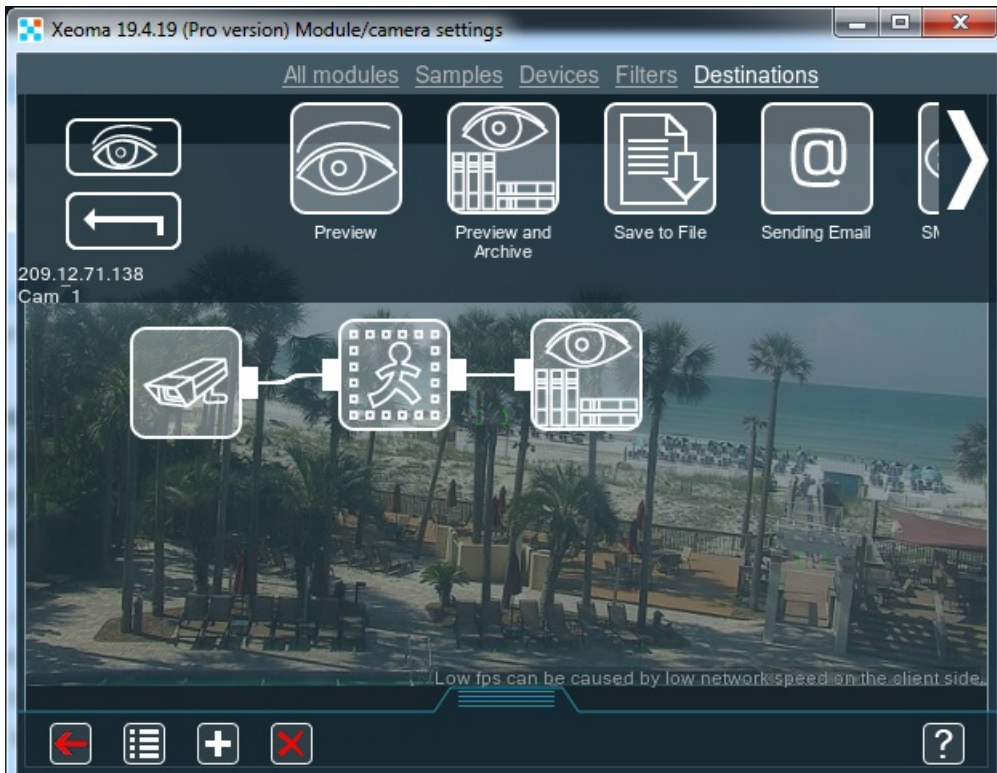 Xeoma 19.4.19 (Pro version) Module/camera settings
All modules Samples Devices Filters Destinations
@
Preview
Preview and
Archive
Save to File
Sending Email
209.12.71.138
Cam_1
Low fps can be caused by low network speed on the client side.
?